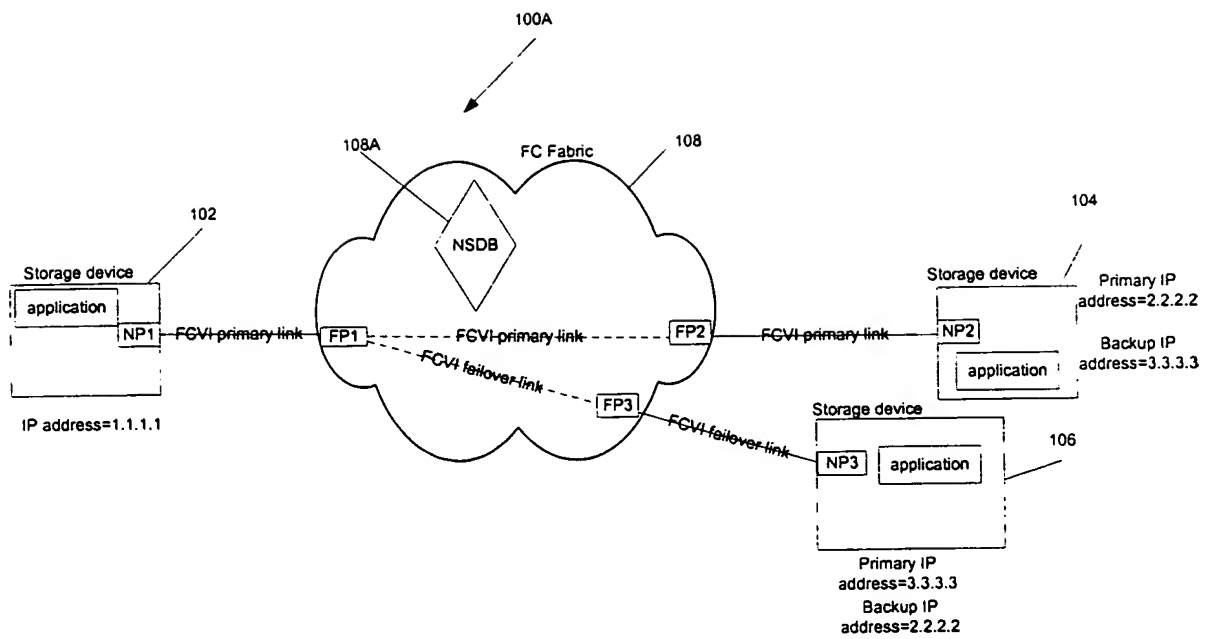 100A
108A
FC Fabric
108
NSDB
102
Storage device
application
NP1
FCVI primary link
FP1
FCVI primary link
FP2
FCVI primary link
FCVI failover link
FP3
FCVI failover link
IP address=1.1.1.1
104
Storage device
NP2
application
Primary IP
address=2.2.2.2
Backup IP
address=3.3.3.3
Storage device
NP3
application
106
Primary IP
address=3.3.3.3
Backup IP
address=2.2.2.2